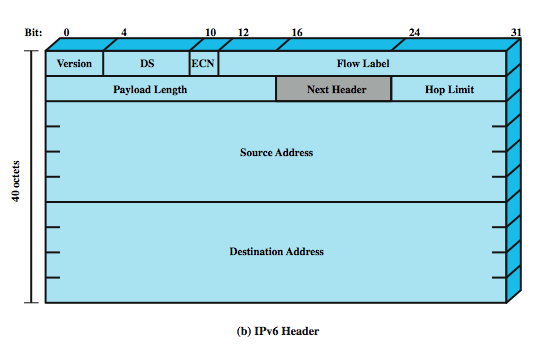 Bit: 0 4 10 12 16 24 31
Version DS ECN Flow Label
Payload Length Next Header Hop Limit
Source Address
40 octets
Destination Address
(b) IPv6 Header